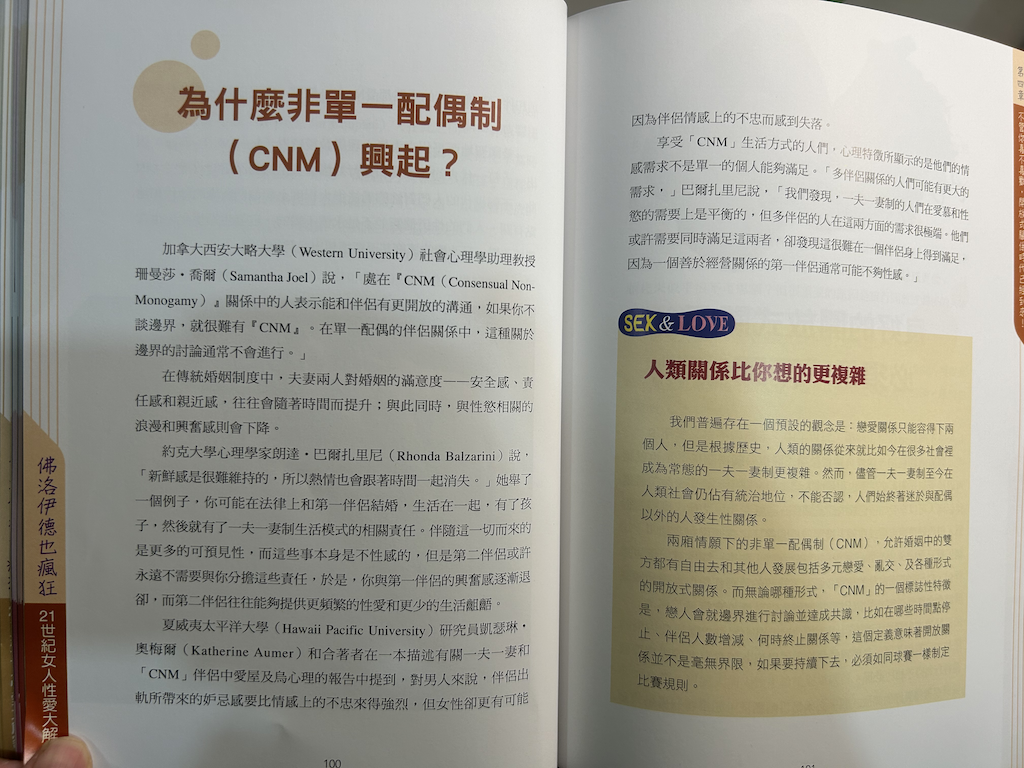 為什麼非單一配偶制
（CNM）興起？
加拿大西安大略大學（Western University）社會心理學助理教授
珊曼莎・喬爾（Samantha Joel）說，「處在『CNM（Consensual Non-
Monogamy）』關係中的人表示能和伴侶有更開放的溝通，如果你不
談邊界，就很難有『CNM』。在單一配偶的伴侶關係中，這種關於
邊界的討論通常不會進行。」
在傳統婚姻制度中，夫妻兩人對婚姻的滿意度——安全感、責
任感和親近感，往往會隨著時間而提升；與此同時，與性慾相關的
浪漫和興奮感則會下降。
約克大學心理學家朗達・巴爾扎里尼（Rhonda Balzarini）說，
「新鮮感是很難維持的，所以熱情也會跟著時間一起消失。」她舉了
一個例子，你可能在法律上和第一伴侶結婚，生活在一起，有了孩
子，然後就有了一夫一妻制生活模式的相關責任。伴隨這一切而來的
是更多的可預見性，而這些事本身是不性感的，但是第二伴侶或許
永遠不需要與你分擔這些責任，於是，你與第一伴侶的興奮感逐漸退
卻，而第二伴侶往往能夠提供更頻繁的性愛和更少的生活齟齬。
夏威夷太平洋大學（Hawaii Pacific University）研究員凱瑟琳・
奧梅爾（Katherine Aumer）和合著者在一本描述有關一夫一妻和
「CNM」伴侶中愛屋及烏心理的報告中提到，對男人來說，伴侶出
軌所帶來的妒忌感要比情感上的不忠來得強烈，但女性卻更有可能
100
佛洛伊德也瘋狂
21世紀女人性愛大解
因為伴侶情感上的不忠而感到失落。
享受「CNM」生活方式的人們，心理特徵所顯示的是他們的情
感需求不是單一的個人能夠滿足。「多伴侶關係的人們可能有更大的
需求，」巴爾扎里尼說，「我們發現，一夫一妻制的人們在愛慕和性
慾的需要上是平衡的，但多伴侶的人在這兩方面的需求很極端。他們
或許需要同時滿足這兩者，卻發現這很難在一個伴侶身上得到滿足，
因為一個善於經營關係的第一伴侶通常可能不夠性感。」
SEX & LOVE
人類關係比你想的更複雜
我們普遍存在一個預設的觀念是：戀愛關係只能容得下兩
個人，但是根據歷史，人類的關係從來就比如今在很多社會裡
成為常態的一夫一妻制更複雜。然而，儘管一夫一妻制至今在
人類社會仍佔有統治地位，不能否認，人們始終著迷於與配偶
以外的人發生性關係。
兩廂情願下的非單一配偶制（CNM），允許婚姻中的雙
方都有自由去和其他人發展包括多元戀愛、亂交、及各種形式
的開放式關係。而無論哪種形式，「CNM」的一個標誌性特徵
是，戀人會就邊界進行討論並達成共識，比如在哪些時間點停
止、伴侶人數增減、何時終止關係等，這個定義意味著開放關
係並不是毫無界限，如果要持續下去，必須如同球賽一樣制定
比賽規則。
101
第四章